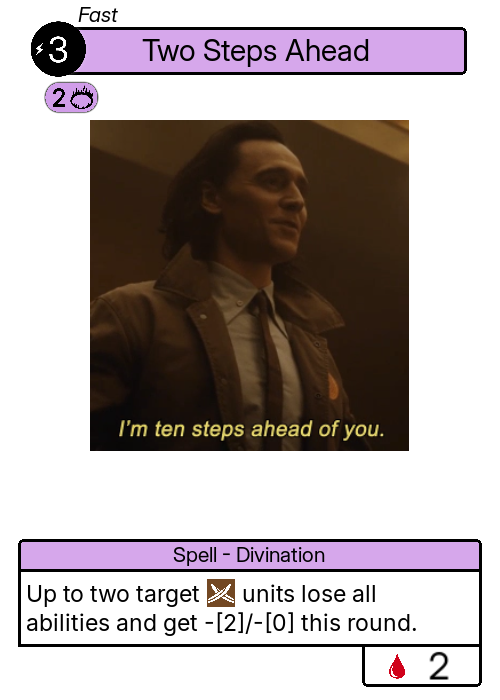 Fast
3
Two Steps Ahead
2
I'm ten steps ahead of you.
Spell - Divination
Up to two target units lose all
abilities and get -[2]/-[0] this round.
2